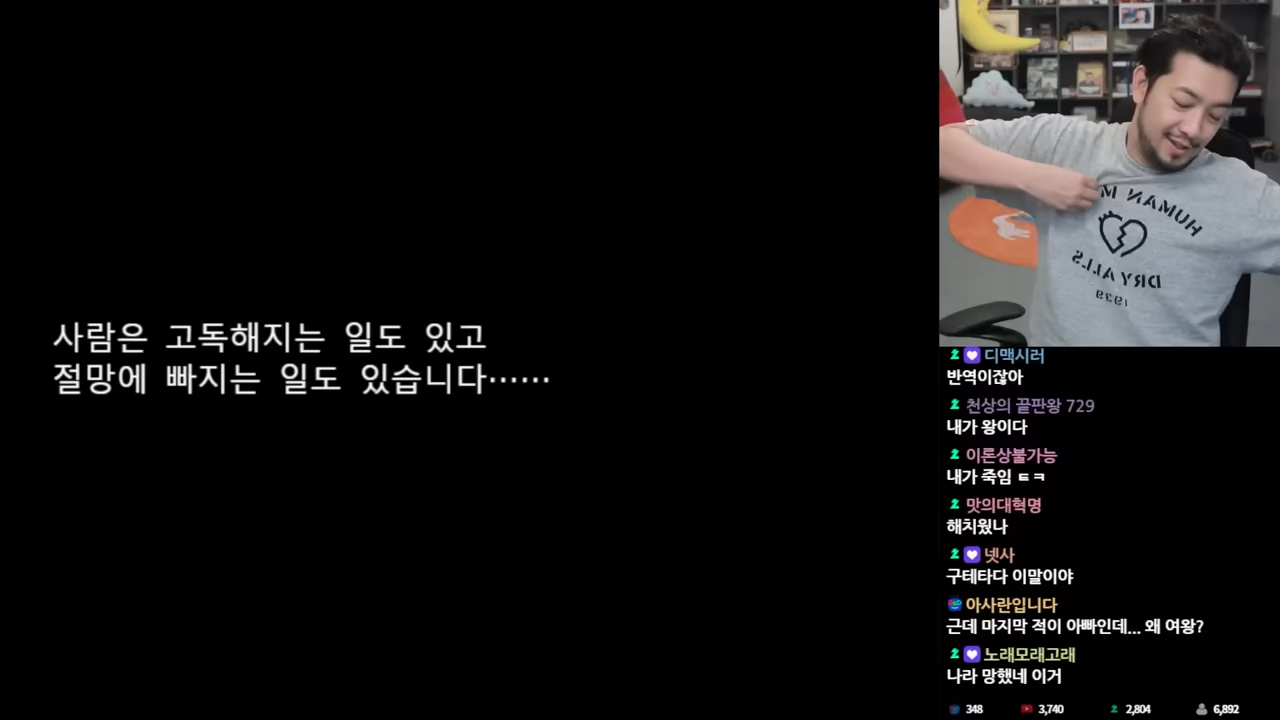 사람은 고독해지는 일도 있고
절망에 빠지는 일도 있습니다……
HUMAN M
DRY ALLS
1939
디맥시러
반역이잖아
천상의 끝판왕 729
내가 왕이다
이론상불가능
내가 죽임 ㅌㅋ
맛의대혁명
해치웠나
넷사
구테타다 이말이야
아사란입니다
근데 마지막 적이 아빠인데... 왜 여왕?
노래모래고래
나라 망했네 이거
348 3,740 2,804 6,892